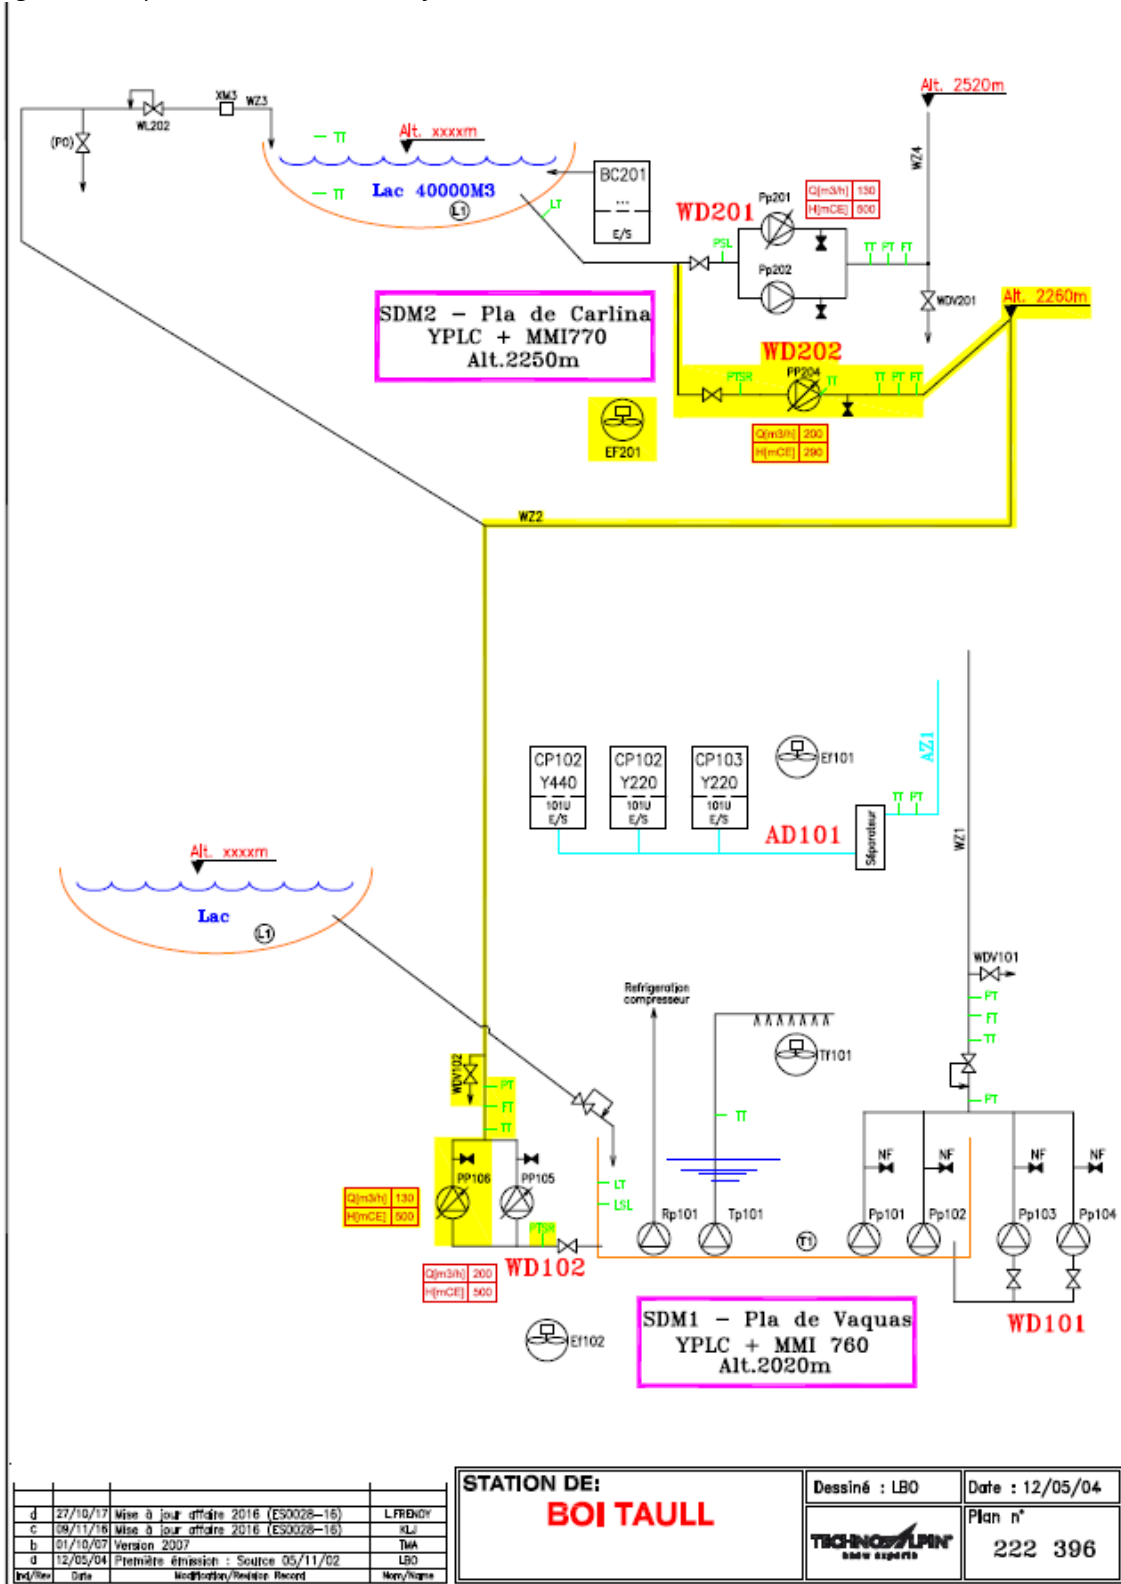 Alt. 2520m
XM3
WZ3
WL202
(PO)
TT
Alt. xxxxm
TT
Lac 40000M3
L1
LT
BC201
...
E/S
WZ4
Pp201
Q[m3/h] 130
H[mCE] 600
WD201
PSL
TT PT FT
Pp202
WDV201
Alt. 2260m
SDM2 - Pla de Carlina
YPLC + MMI770
Alt.2250m
WD202
PP204
PTSR
TT
TT PT FT
EF201
Q[m3/h] 200
H[mCE] 290
WZ2
CP102
Y440
101U
E/S
CP102
Y220
101U
E/S
CP103
Y220
101U
E/S
Ef101
AZ1
TT PT
AD101
Séparateur
WZ1
Alt. xxxxm
Lac
L1
WDV101
PT
FT
TT
PT
Refrigeration
compresseur
Tf101
TT
WDV102
PT
FT
TT
PP106
PP105
Q[m3/h] 130
H[mCE] 500
PTSR
WD102
Q[m3/h] 200
H[mCE] 500
LT
LSL
Rp101
Tp101
T1
NF
NF
NF
NF
Pp101
Pp102
Pp103
Pp104
WD101
Ef102
SDM1 - Pla de Vaquas
YPLC + MMI 760
Alt.2020m
d 27/10/17 Mise à jour affaire 2016 (ES0028-16) L.FRENOY
c 09/11/16 Mise à jour affaire 2016 (ES0028-16) KLJ
b 01/10/07 Version 2007 TMA
a 12/05/04 Première émission : Source 05/11/02 LBO
Ind/Rev Date Modification/Revision Record Nom/Name
STATION DE:
BOI TAULL
Dessiné : LBO
Date : 12/05/04
TECHNOALPIN
snow experts
Plan n°
222 396